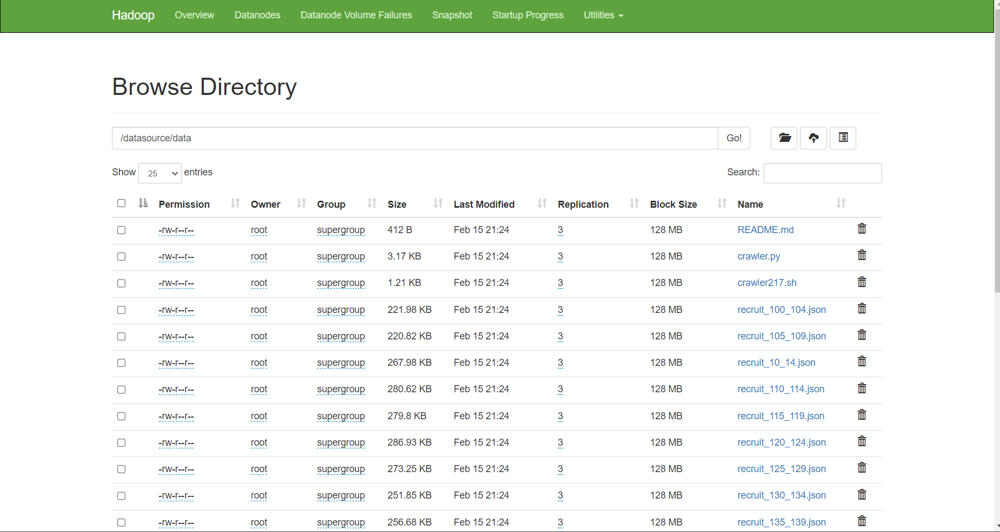 Hadoop Overview Datanodes Datanode Volume Failures Snapshot Startup Progress Utilities
Browse Directory
/datasource/data Go!
Show 25 entries Search:
Permission Owner Group Size Last Modified Replication Block Size Name
-rw-r--r-- root supergroup 412 B Feb 15 21:24 3 128 MB README.md
-rw-r--r-- root supergroup 3.17 KB Feb 15 21:24 3 128 MB crawler.py
-rw-r--r-- root supergroup 1.21 KB Feb 15 21:24 3 128 MB crawler217.sh
-rw-r--r-- root supergroup 221.98 KB Feb 15 21:24 3 128 MB recruit_100_104.json
-rw-r--r-- root supergroup 220.82 KB Feb 15 21:24 3 128 MB recruit_105_109.json
-rw-r--r-- root supergroup 267.98 KB Feb 15 21:24 3 128 MB recruit_10_14.json
-rw-r--r-- root supergroup 280.62 KB Feb 15 21:24 3 128 MB recruit_110_114.json
-rw-r--r-- root supergroup 279.8 KB Feb 15 21:24 3 128 MB recruit_115_119.json
-rw-r--r-- root supergroup 286.93 KB Feb 15 21:24 3 128 MB recruit_120_124.json
-rw-r--r-- root supergroup 273.25 KB Feb 15 21:24 3 128 MB recruit_125_129.json
-rw-r--r-- root supergroup 251.85 KB Feb 15 21:24 3 128 MB recruit_130_134.json
-rw-r--r-- root supergroup 256.68 KB Feb 15 21:24 3 128 MB recruit_135_139.json